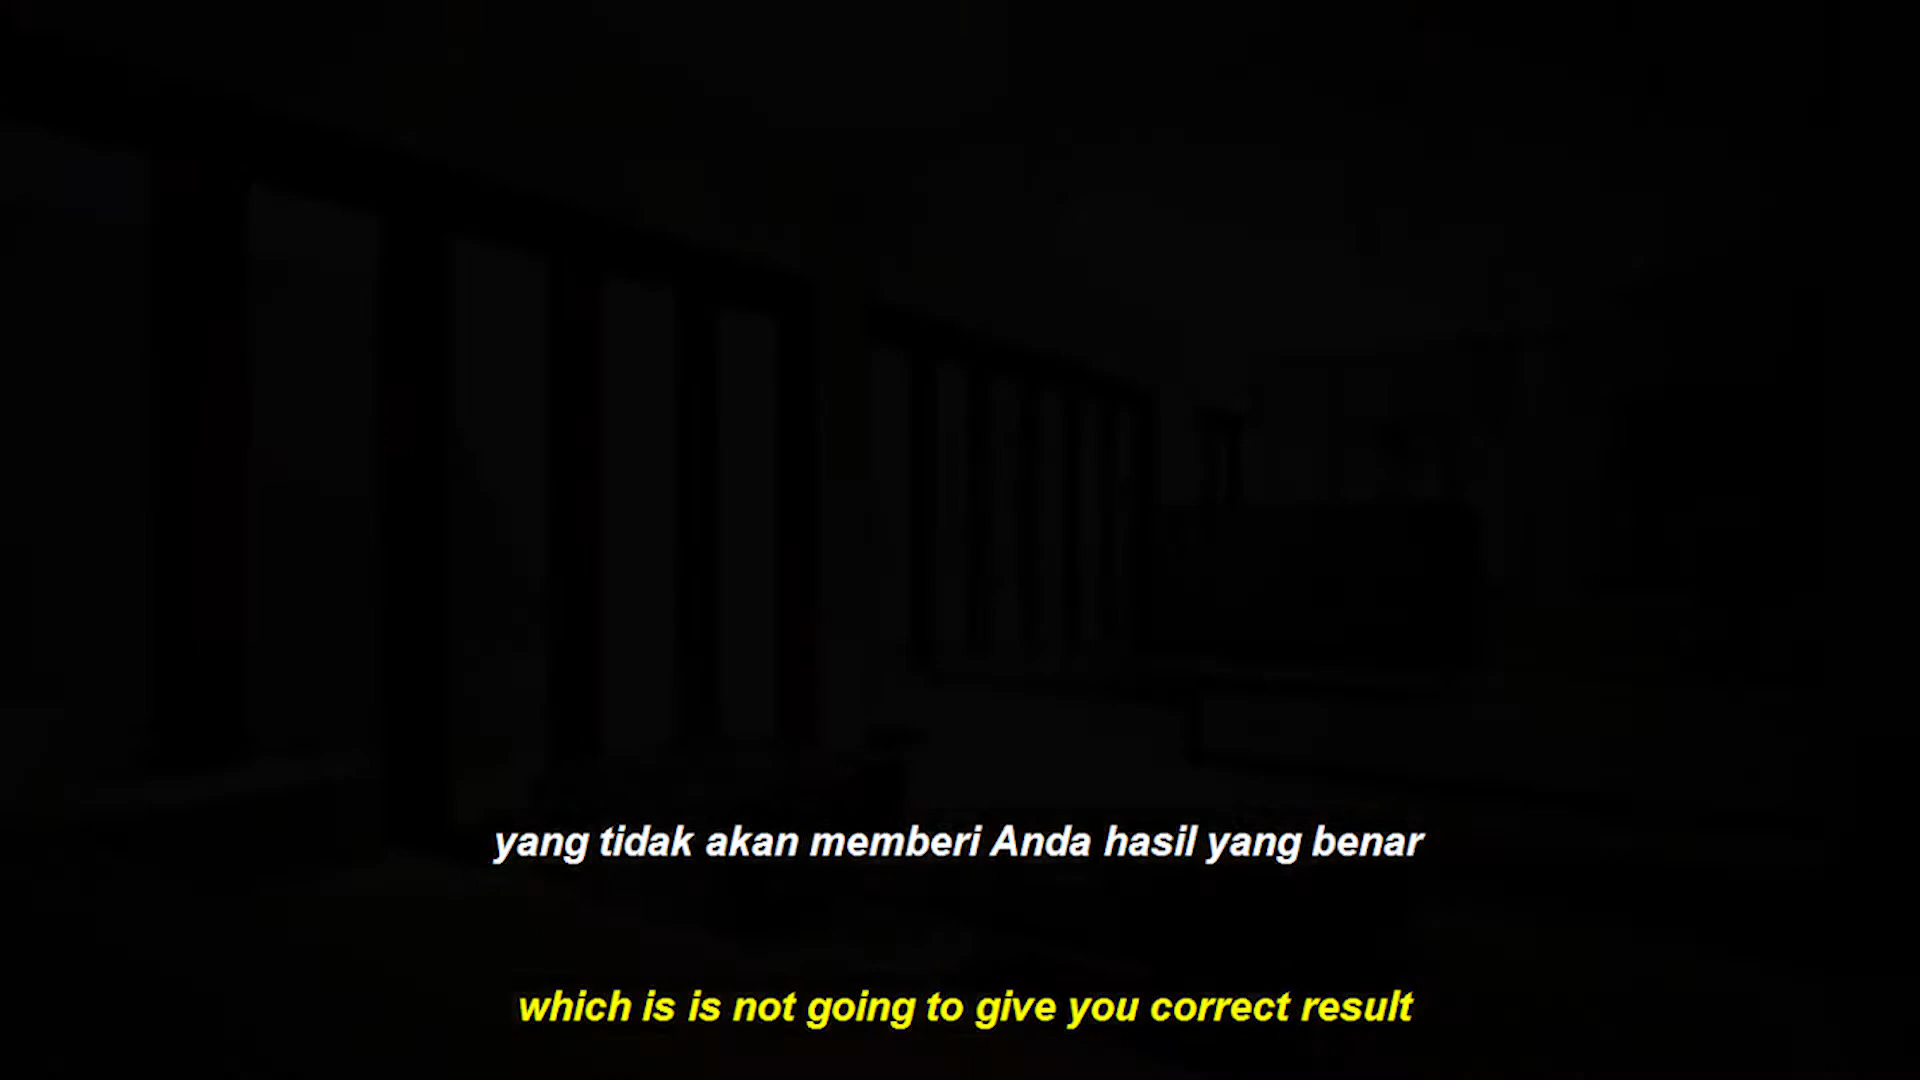 yang tidak akan memberi Anda hasil yang benar
which is is not going to give you correct result